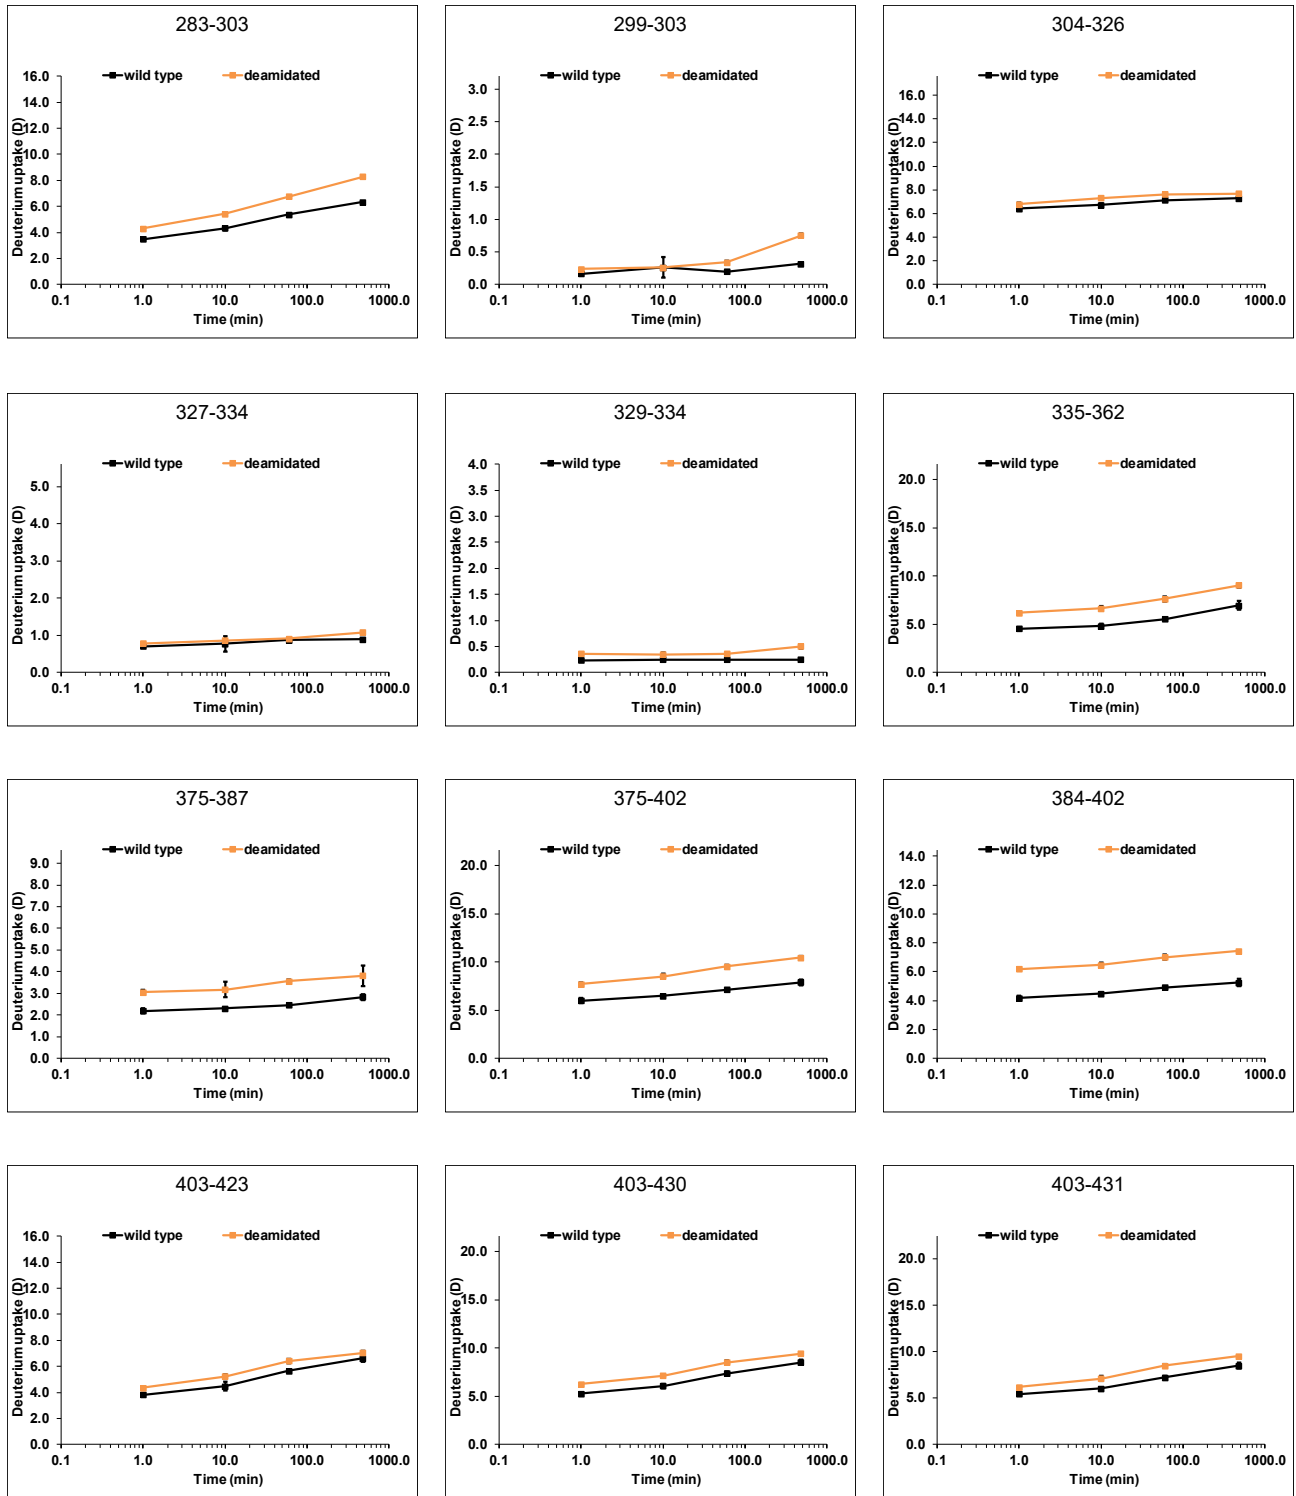 283-303
wild type deamidated
Deuterium uptake (D)
16.0
14.0
12.0
10.0
8.0
6.0
4.0
2.0
0.0
0.1 1.0 10.0 100.0 1000.0
Time (min)
299-303
wild type deamidated
Deuterium uptake (D)
3.0
2.5
2.0
1.5
1.0
0.5
0.0
0.1 1.0 10.0 100.0 1000.0
Time (min)
304-326
wild type deamidated
Deuterium uptake (D)
16.0
14.0
12.0
10.0
8.0
6.0
4.0
2.0
0.0
0.1 1.0 10.0 100.0 1000.0
Time (min)
327-334
wild type deamidated
Deuterium uptake (D)
5.0
4.0
3.0
2.0
1.0
0.0
0.1 1.0 10.0 100.0 1000.0
Time (min)
329-334
wild type deamidated
Deuterium uptake (D)
4.0
3.5
3.0
2.5
2.0
1.5
1.0
0.5
0.0
0.1 1.0 10.0 100.0 1000.0
Time (min)
335-362
wild type deamidated
Deuterium uptake (D)
20.0
15.0
10.0
5.0
0.0
0.1 1.0 10.0 100.0 1000.0
Time (min)
375-387
wild type deamidated
Deuterium uptake (D)
9.0
8.0
7.0
6.0
5.0
4.0
3.0
2.0
1.0
0.0
0.1 1.0 10.0 100.0 1000.0
Time (min)
375-402
wild type deamidated
Deuterium uptake (D)
20.0
15.0
10.0
5.0
0.0
0.1 1.0 10.0 100.0 1000.0
Time (min)
384-402
wild type deamidated
Deuterium uptake (D)
14.0
12.0
10.0
8.0
6.0
4.0
2.0
0.0
0.1 1.0 10.0 100.0 1000.0
Time (min)
403-423
wild type deamidated
Deuterium uptake (D)
16.0
14.0
12.0
10.0
8.0
6.0
4.0
2.0
0.0
0.1 1.0 10.0 100.0 1000.0
Time (min)
403-430
wild type deamidated
Deuterium uptake (D)
20.0
15.0
10.0
5.0
0.0
0.1 1.0 10.0 100.0 1000.0
Time (min)
403-431
wild type deamidated
Deuterium uptake (D)
20.0
15.0
10.0
5.0
0.0
0.1 1.0 10.0 100.0 1000.0
Time (min)